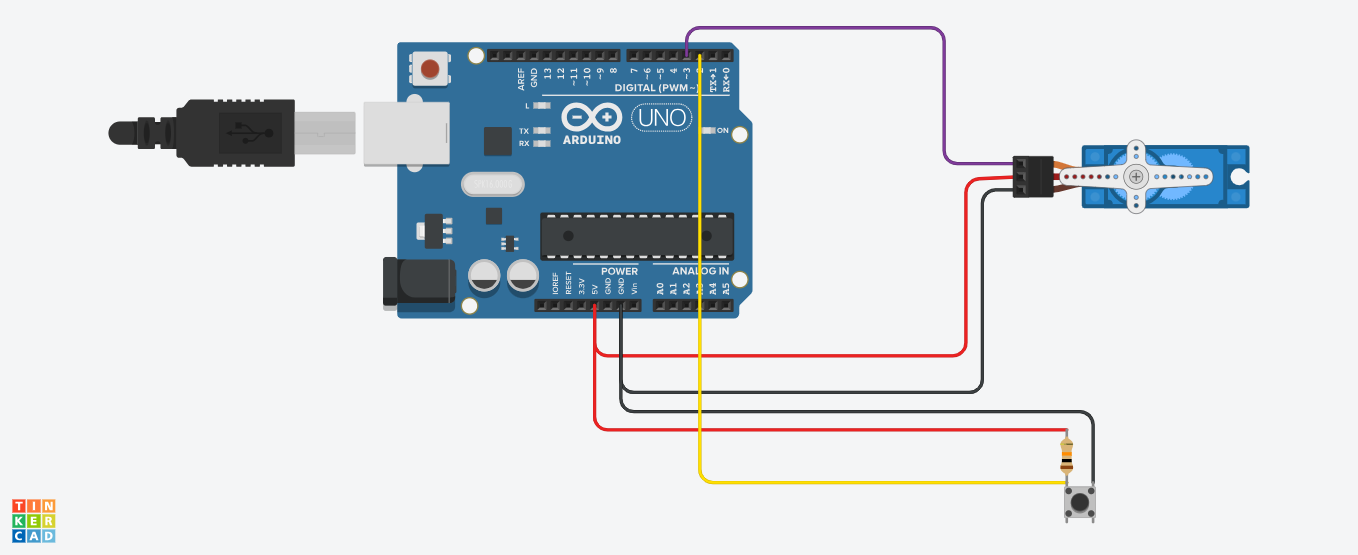 AREF
GND
13
12
~11
~10
~9
8
7
~6
~5
4
~3
2
TX→1
RX←0
DIGITAL (PWM~)
L
TX
RX
UNO
ON
ARDUINO
POWER
ANALOG IN
IOREF
RESET
3.3V
5V
GND
GND
Vin
A0
A1
A2
A3
A4
A5
TIN
KER
CAD